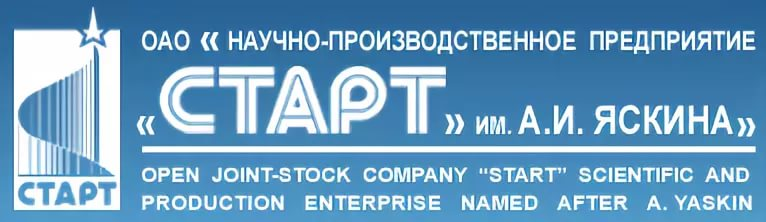 СТАРТ
ОАО « НАУЧНО-ПРОИЗВОДСТВЕННОЕ ПРЕДПРИЯТИЕ
«СТАРТ» ИМ. А.И. ЯСКИНА»
OPEN JOINT-STOCK COMPANY “START” SCIENTIFIC AND
PRODUCTION ENTERPRISE NAMED AFTER A. YASKIN